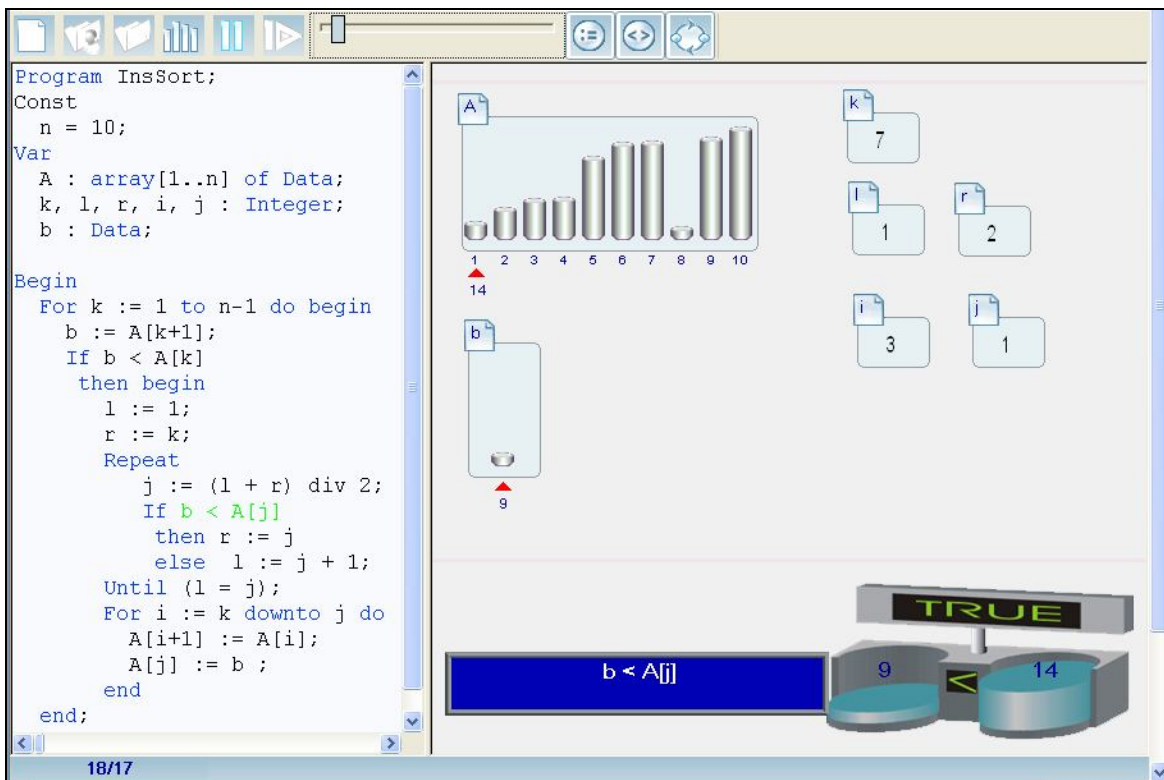 :=
<>
Program InsSort;
Const
n = 10;
Var
A : array[1..n] of Data;
k, l, r, i, j : Integer;
b : Data;
Begin
For k := 1 to n-1 do begin
b := A[k+1];
If b < A[k]
then begin
l := 1;
r := k;
Repeat
j := (l + r) div 2;
If b < A[j]
then r := j
else l := j + 1;
Until (l = j);
For i := k downto j do
A[i+1] := A[i];
A[j] := b ;
end
end;
18/17
A
1 2 3 4 5 6 7 8 9 10
14
b
9
k
7
l
1
r
2
i
3
j
1
b < A[j]
TRUE
9 < 14